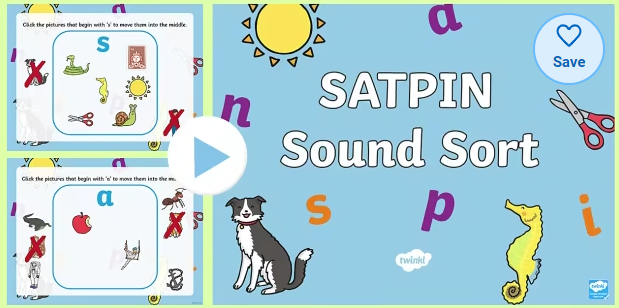 Click the pictures that begin with 's' to move them into the middle.
s
Click the pictures that begin with 'a' to move them into the
a
a
Save
SATPIN
n
Sound Sort
s
p
i
twinkl
twinkl